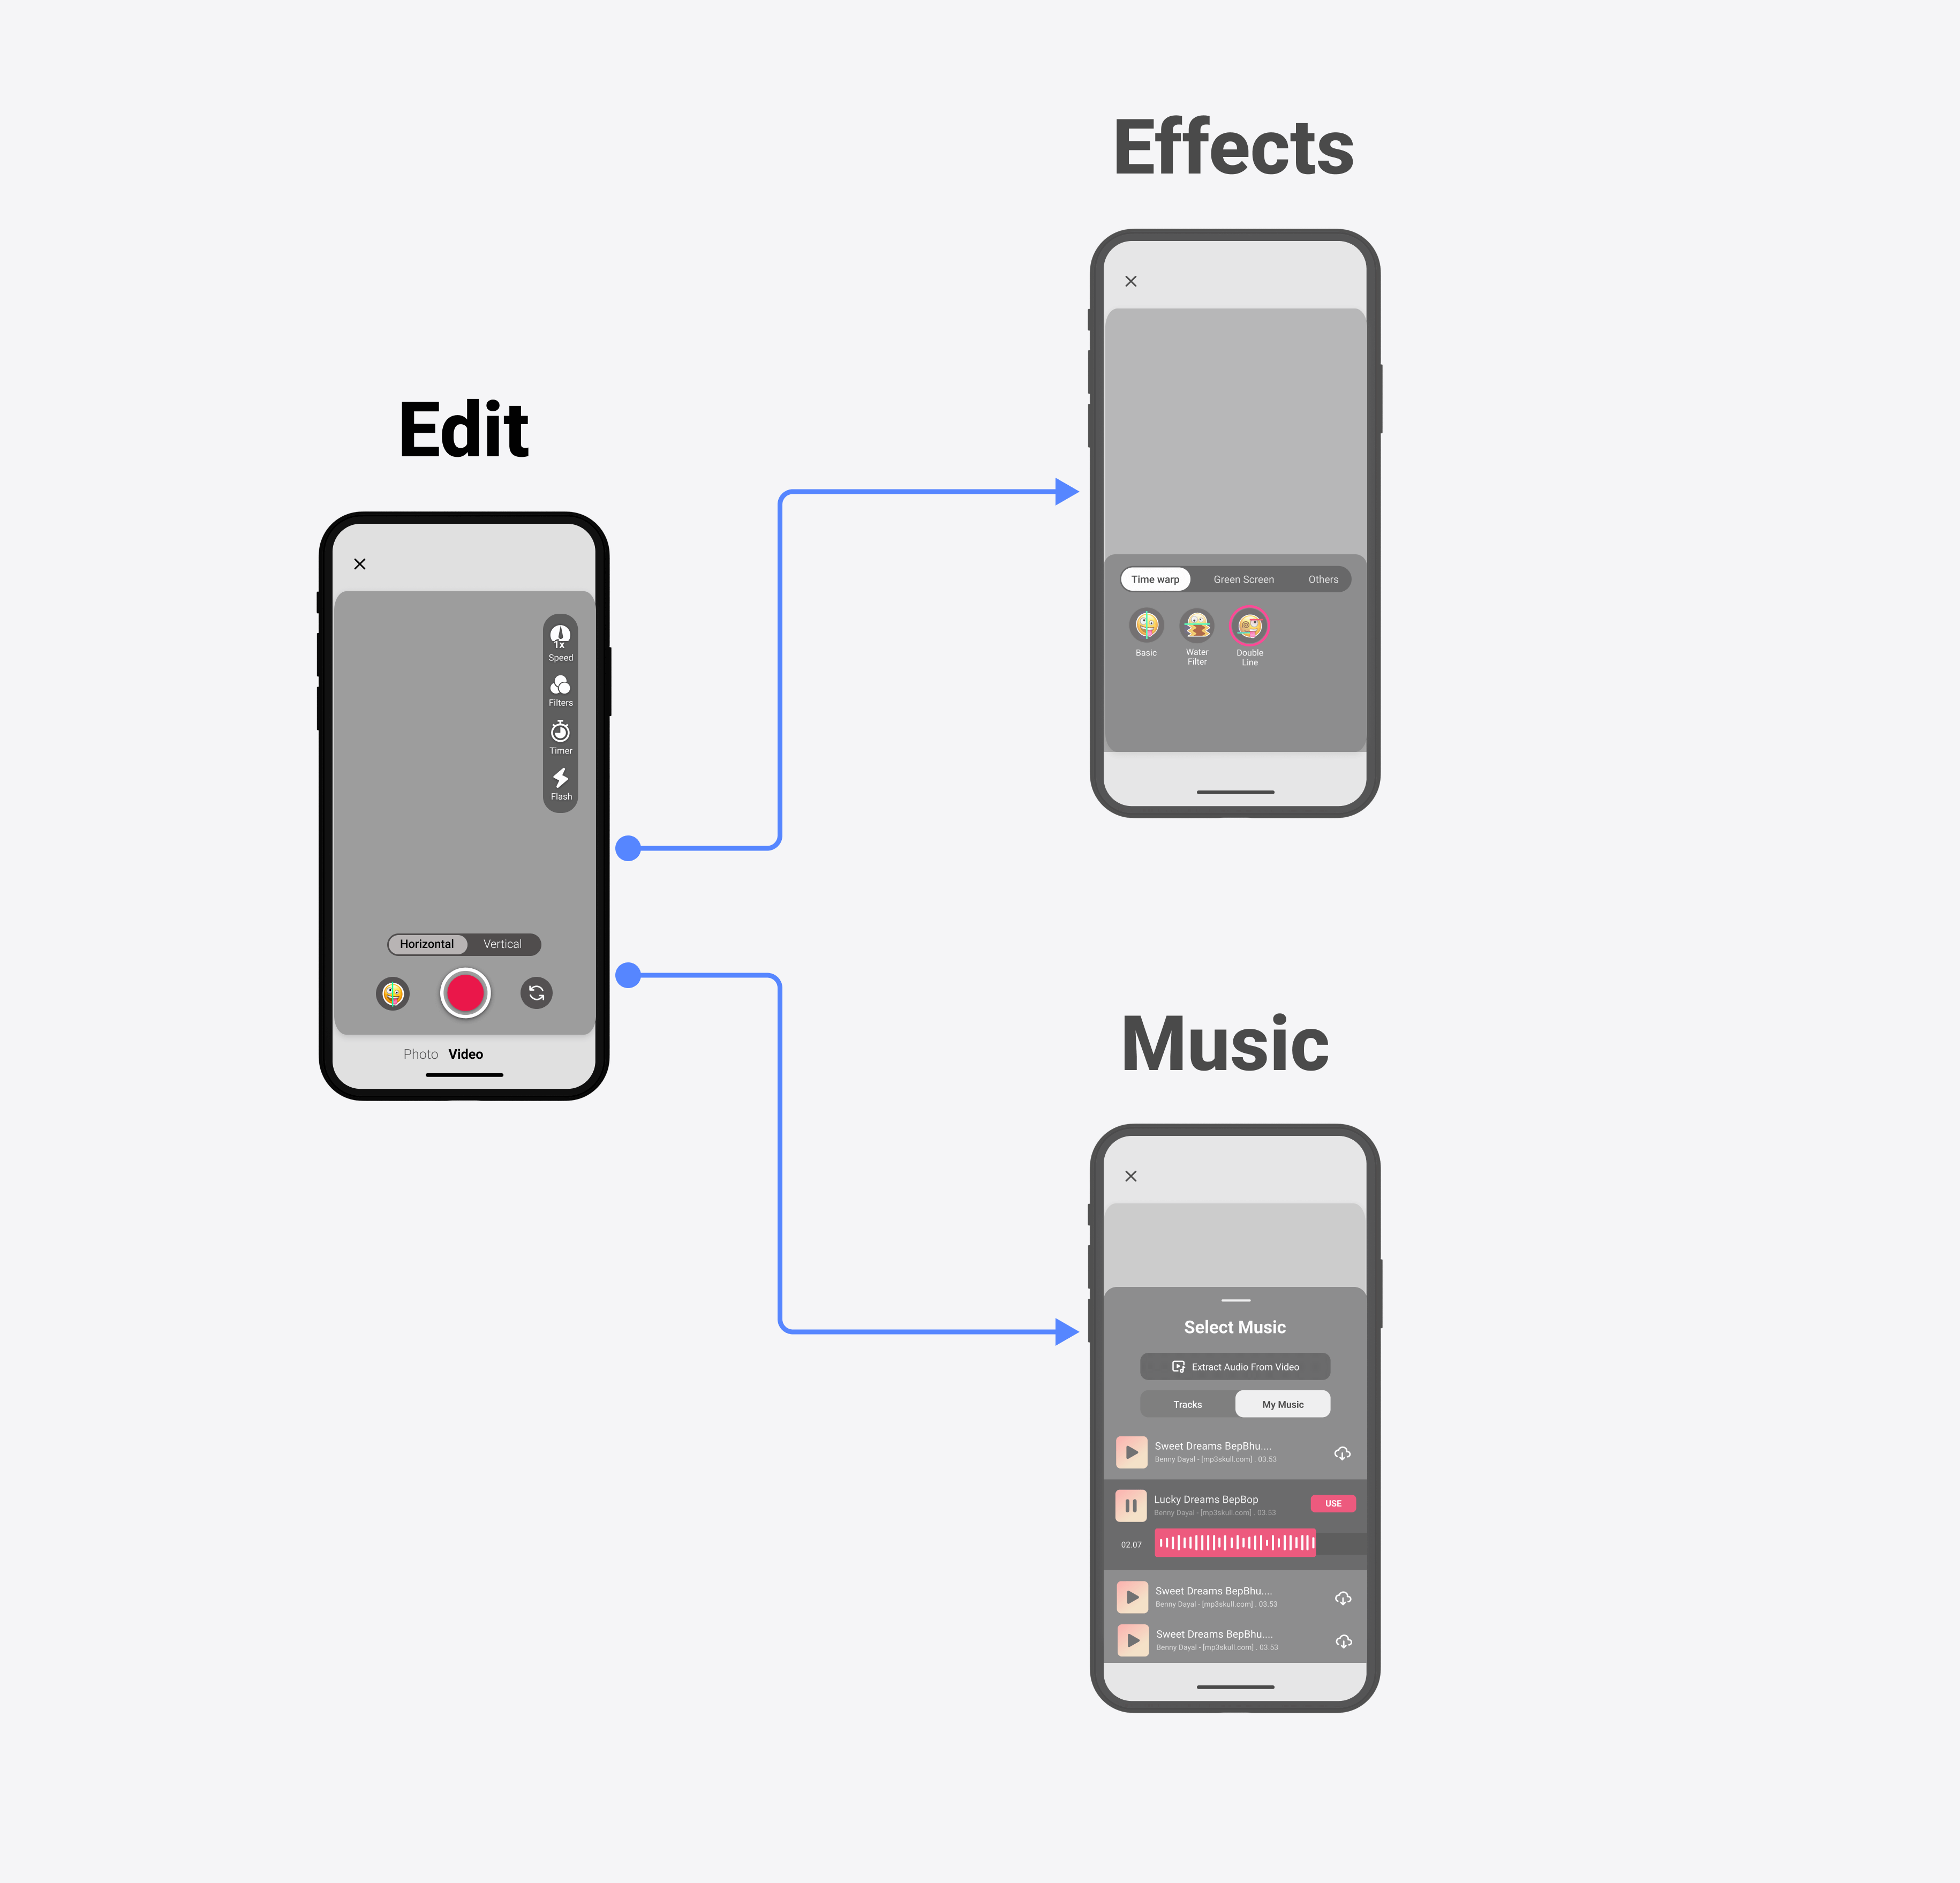 Edit
1x
Speed
Filters
Timer
Flash
Horizontal Vertical
Photo Video
Effects
Time warp Green Screen Others
Basic
Water
Filter
Double
Line
Music
Select Music
Extract Audio From Video
Tracks My Music
Sweet Dreams BepBhu....
Benny Dayal - [mp3skull.com] . 03.53
Lucky Dreams BepBop
Benny Dayal - [mp3skull.com] . 03.53
USE
02.07
Sweet Dreams BepBhu....
Benny Dayal - [mp3skull.com] . 03.53
Sweet Dreams BepBhu....
Benny Dayal - [mp3skull.com] . 03.53